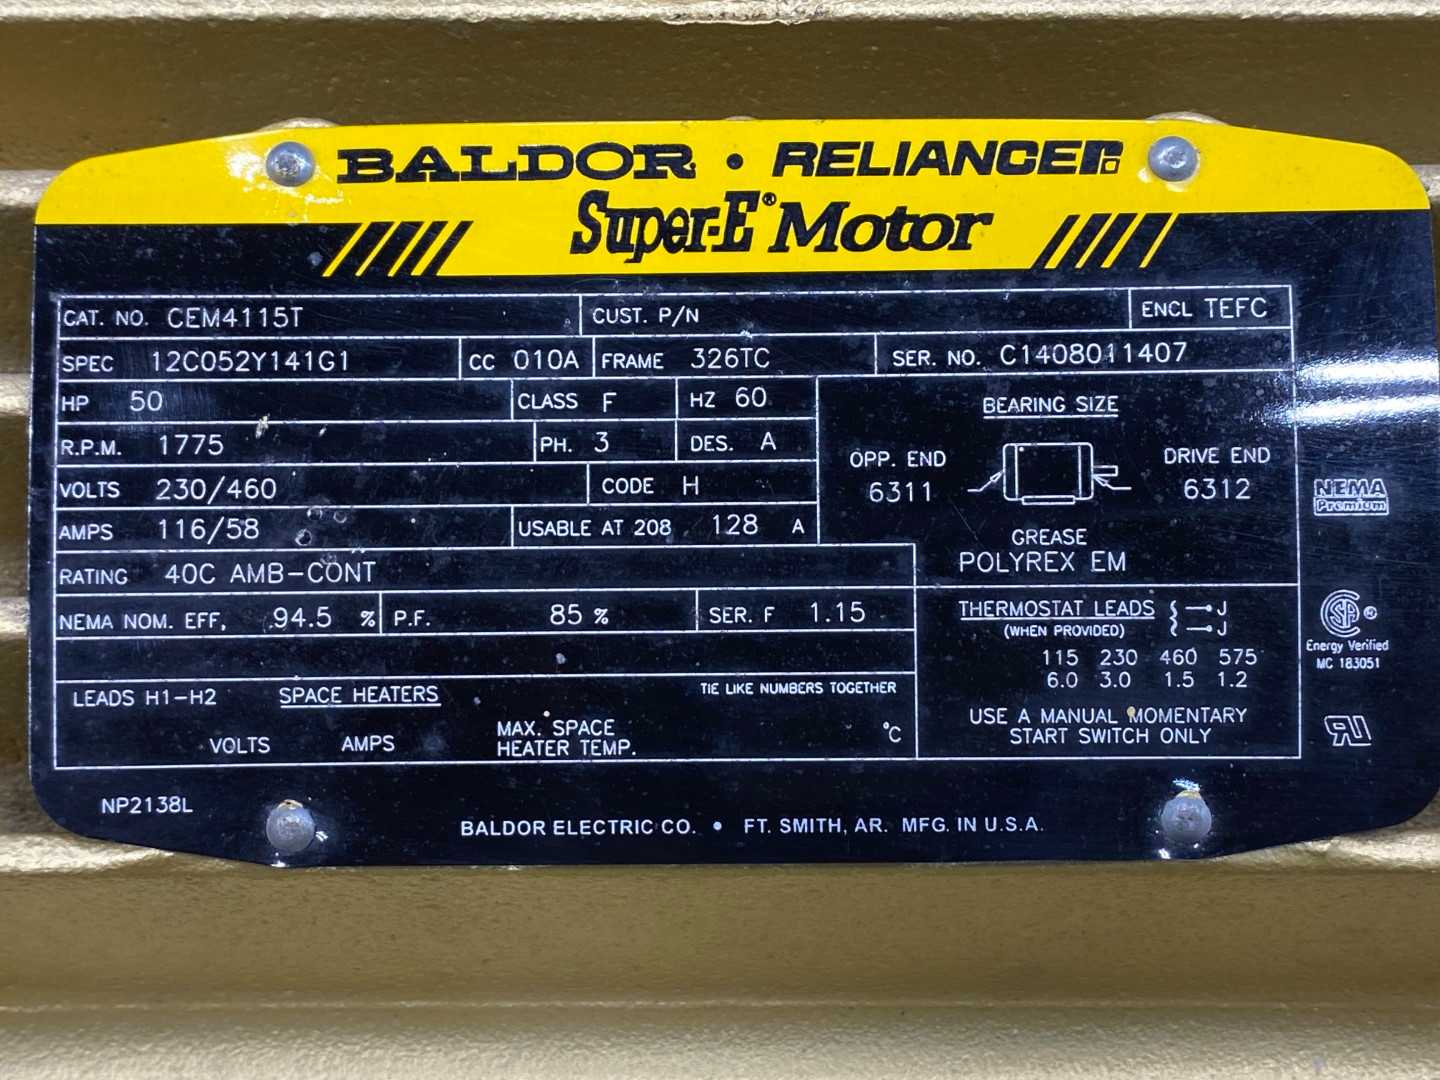 BALDOR • RELIANCER
Super-E® Motor
CAT. NO. CEM4115T CUST. P/N ENCL TEFC
SPEC 12C052Y141G1 CC 010A FRAME 326TC SER. NO. C1408011407
HP 50 CLASS F HZ 60
R.P.M. 1775 PH. 3 DES. A
VOLTS 230/460 CODE H
AMPS 116/58 USABLE AT 208 128 A
RATING 40C AMB-CONT
NEMA NOM. EFF, .94.5 % P.F. 85 % SER. F 1.15
LEADS H1-H2 SPACE HEATERS TIE LIKE NUMBERS TOGETHER
VOLTS AMPS MAX. SPACE
HEATER TEMP. °C
BEARING SIZE
OPP. END DRIVE END
6311 6312
GREASE
POLYREX EM
THERMOSTAT LEADS J
(WHEN PROVIDED) J
115 230 460 575
6.0 3.0 1.5 1.2
USE A MANUAL MOMENTARY
START SWITCH ONLY
NEMA
Premium
SA ®
Energy Verified
MC 183051
RU
NP2138L
BALDOR ELECTRIC CO. • FT. SMITH, AR. MFG. IN U.S.A.